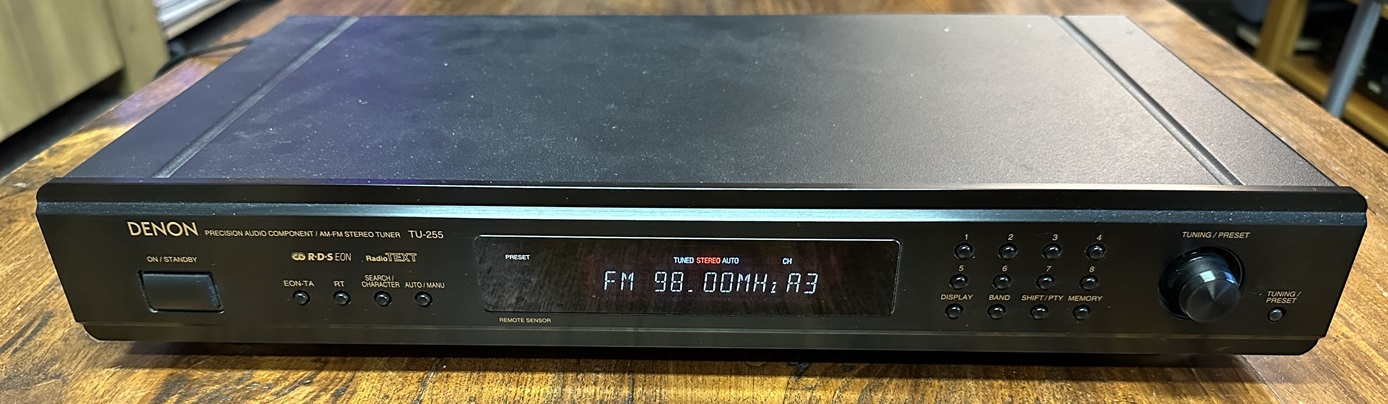 DENON PRECISION AUDIO COMPONENT / AM-FM STEREO TUNER TU-255
ON / STANDBY
R·D·S EON
RadioTEXT
EON-TA
RT
SEARCH /
CHARACTER
AUTO / MANU
PRESET
TUNED STEREO AUTO
CH
FM 98.00MHz A3
REMOTE SENSOR
1 2 3 4
5 6 7 8
DISPLAY BAND SHIFT / PTY MEMORY
TUNING / PRESET
TUNING /
PRESET